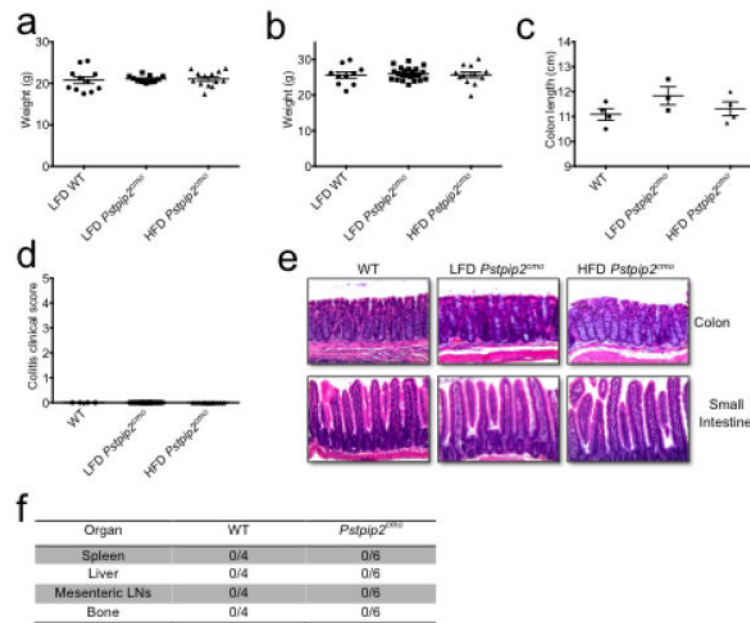 a
b
c
Weight (g)
30
20
10
0
LFD WT
LFD Pstpip2cmo
HFD Pstpip2cmo
Weight (g)
30
20
10
0
LFD WT
LFD Pstpip2cmo
HFD Pstpip2cmo
Colon length (cm)
14
13
12
11
10
9
WT
LFD Pstpip2cmo
HFD Pstpip2cmo
d
Colitis clinical score
5
4
3
2
1
0
WT
LFD Pstpip2cmo
HFD Pstpip2cmo
e
WT LFD Pstpip2cmo HFD Pstpip2cmo
Colon
Small
Intestine
f
Organ WT Pstpip2cmo
Spleen 0/4 0/6
Liver 0/4 0/6
Mesenteric LNs 0/4 0/6
Bone 0/4 0/6